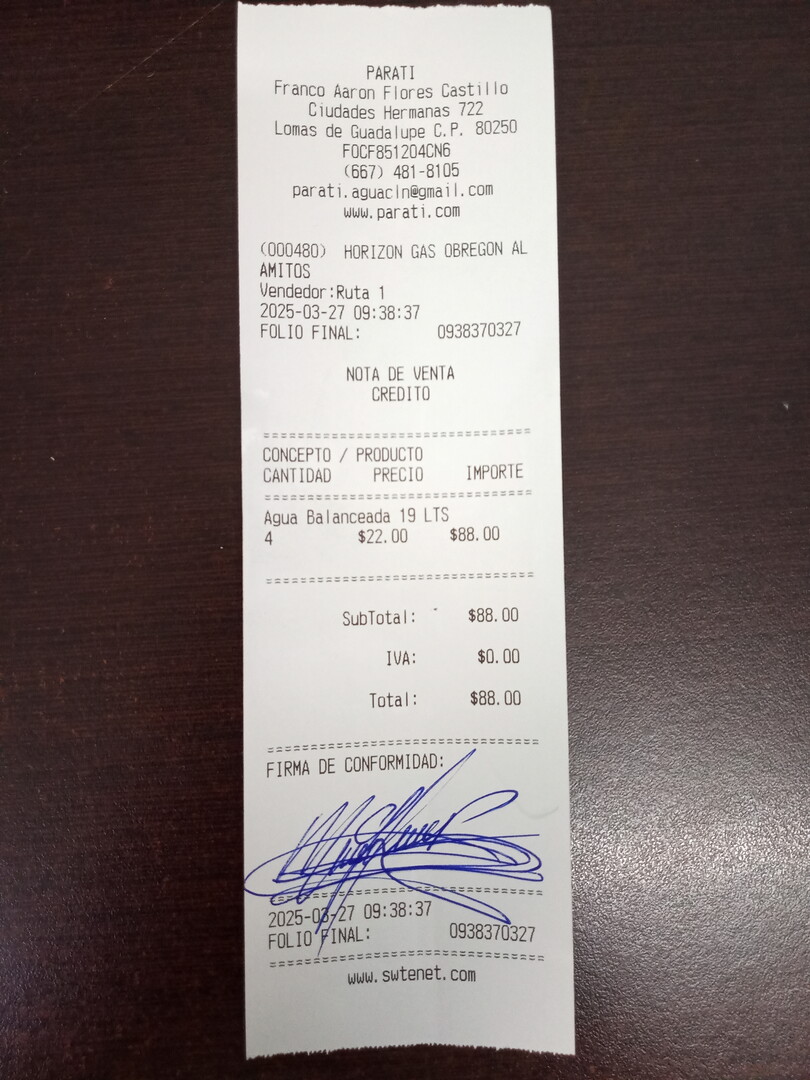 PARATI
Franco Aaron Flores Castillo
Ciudades Hermanas 722
Lomas de Guadalupe C.P. 80250
FOCF851204CN6
(667) 481-8105
parati.aguacln@gmail.com
www.parati.com
(000480) HORIZON GAS OBREGON AL
AMITOS
Vendedor:Ruta 1
2025-03-27 09:38:37
FOLIO FINAL: 0938370327
NOTA DE VENTA
CREDITO
==================================
CONCEPTO / PRODUCTO
CANTIDAD PRECIO IMPORTE
==================================
Agua Balanceada 19 LTS
4 $22.00 $88.00
==================================
SubTotal: $88.00
IVA: $0.00
Total: $88.00
==================================
FIRMA DE CONFORMIDAD:
==================================
2025-03-27 09:38:37
FOLIO FINAL: 0938370327
==================================
www.swtenet.com